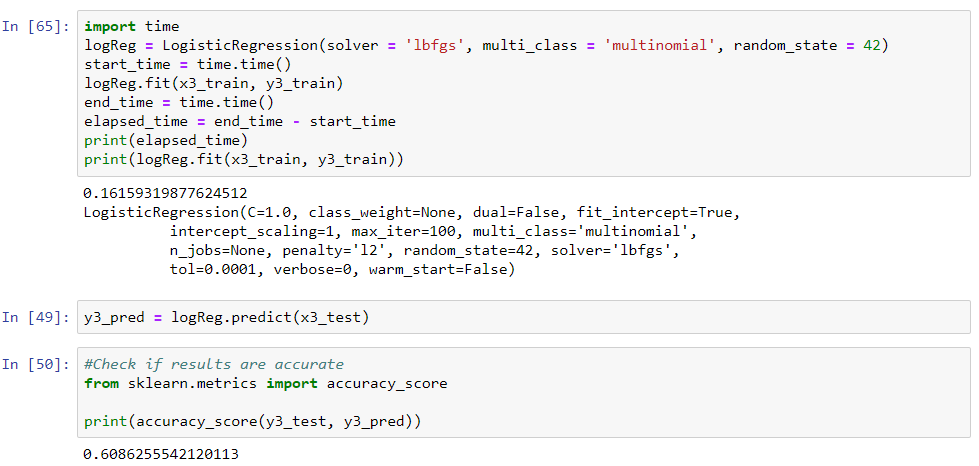 In [65]: import time
logReg = LogisticRegression(solver = 'lbfgs', multi_class = 'multinomial', random_state = 42)
start_time = time.time()
logReg.fit(x3_train, y3_train)
end_time = time.time()
elapsed_time = end_time - start_time
print(elapsed_time)
print(logReg.fit(x3_train, y3_train))
0.16159319877624512
LogisticRegression(C=1.0, class_weight=None, dual=False, fit_intercept=True,
intercept_scaling=1, max_iter=100, multi_class='multinomial',
n_jobs=None, penalty='l2', random_state=42, solver='lbfgs',
tol=0.0001, verbose=0, warm_start=False)
In [49]: y3_pred = logReg.predict(x3_test)
In [50]: #Check if results are accurate
from sklearn.metrics import accuracy_score
print(accuracy_score(y3_test, y3_pred))
0.6086255542120113